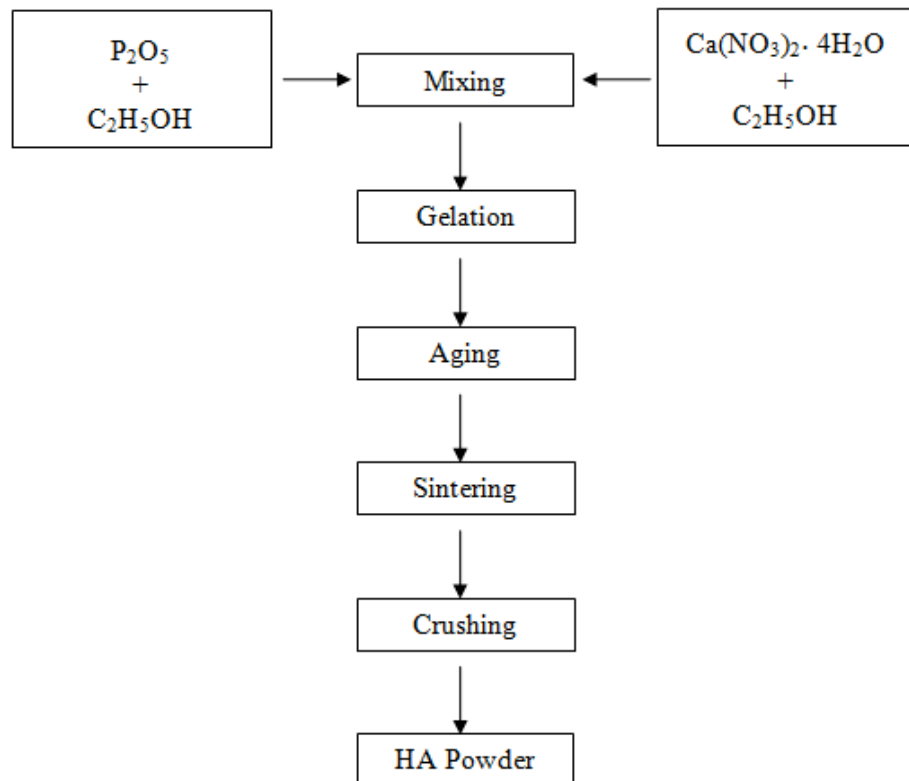 P₂O₅
+
C₂H₅OH
Mixing
Ca(NO₃)₂· 4H₂O
+
C₂H₅OH
Gelation
Aging
Sintering
Crushing
HA Powder